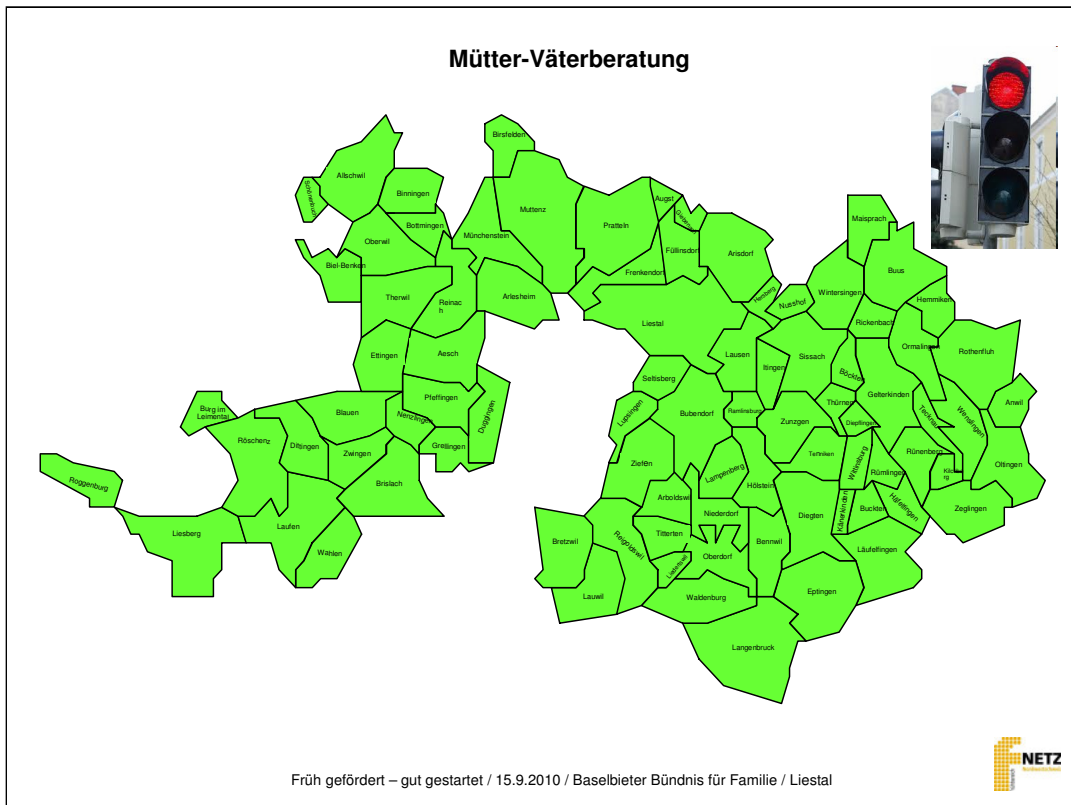 Mütter-Väterberatung
Birsfelden
Allschwil
Schönenbuch
Binningen
Augst
Giebenach
Muttenz
Maisprach
Bottmingen
Münchenstein
Pratteln
Oberwil
Füllinsdorf
Arisdorf
Biel-Benken
Frenkendorf
Buus
Hersberg
Wintersingen
Therwil
Reinac
h
Arlesheim
Nusshof
Hemmiken
Liestal
Rickenbach
Ormalingen
Rothenfluh
Ettingen
Aesch
Lausen
Itingen
Sissach
Böckten
Seltisberg
Pfeffingen
Duggingen
Gelterkinden
Burg im
Leimental
Blauen
Nenzlingen
Lupsingen
Bubendorf
Ramlinsburg
Thürnen
Diepflingen
Tecknau
Wenslingen
Anwil
Röschenz
Dittingen
Zwingen
Grellingen
Zunzgen
Ziefen
Tenniken
Wittinsburg
Rünenberg
Oltingen
Roggenburg
Brislach
Lampenberg
Hölstein
Rümlingen
Kilchbe
rg
Arboldswil
Känerkinden
Häfelfingen
Liesberg
Laufen
Niederdorf
Diegten
Buckten
Zeglingen
Wahlen
Bretzwil
Reigoldswil
Titterten
Bennwil
Läufelfingen
Liedertswil
Oberdorf
Lauwil
Waldenburg
Eptingen
Langenbruck
NETZ
Früh gefördert – gut gestartet / 15.9.2010 / Baselbieter Bündnis für Familie / Liestal